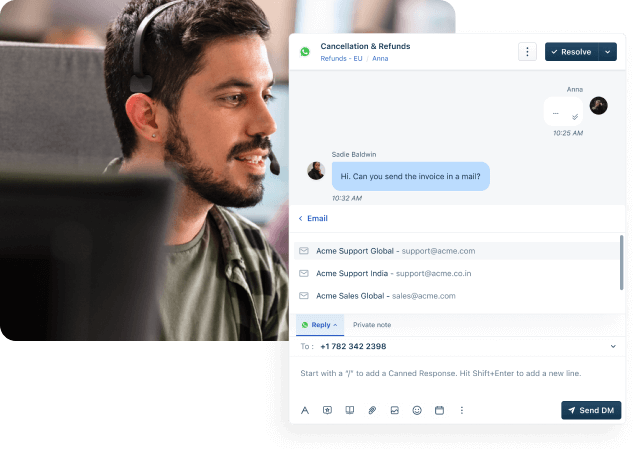 Cancellation & Refunds
Refunds - EU / Anna
Resolve
Anna
...
10:25 AM
Sadie Baldwin
Hi. Can you send the invoice in a mail?
10:32 AM
Email
Acme Support Global - support@acme.com
Acme Support India - support@acme.co.in
Acme Sales Global - sales@acme.com
Reply
Private note
To : +1 782 342 2398
Start with a "/" to add a Canned Response. Hit Shift+Enter to add a new line.
Send DM